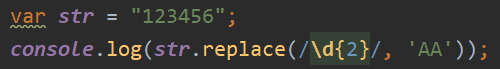 var str = "123456";
console.log(str.replace(/\d{2}/, 'AA'));